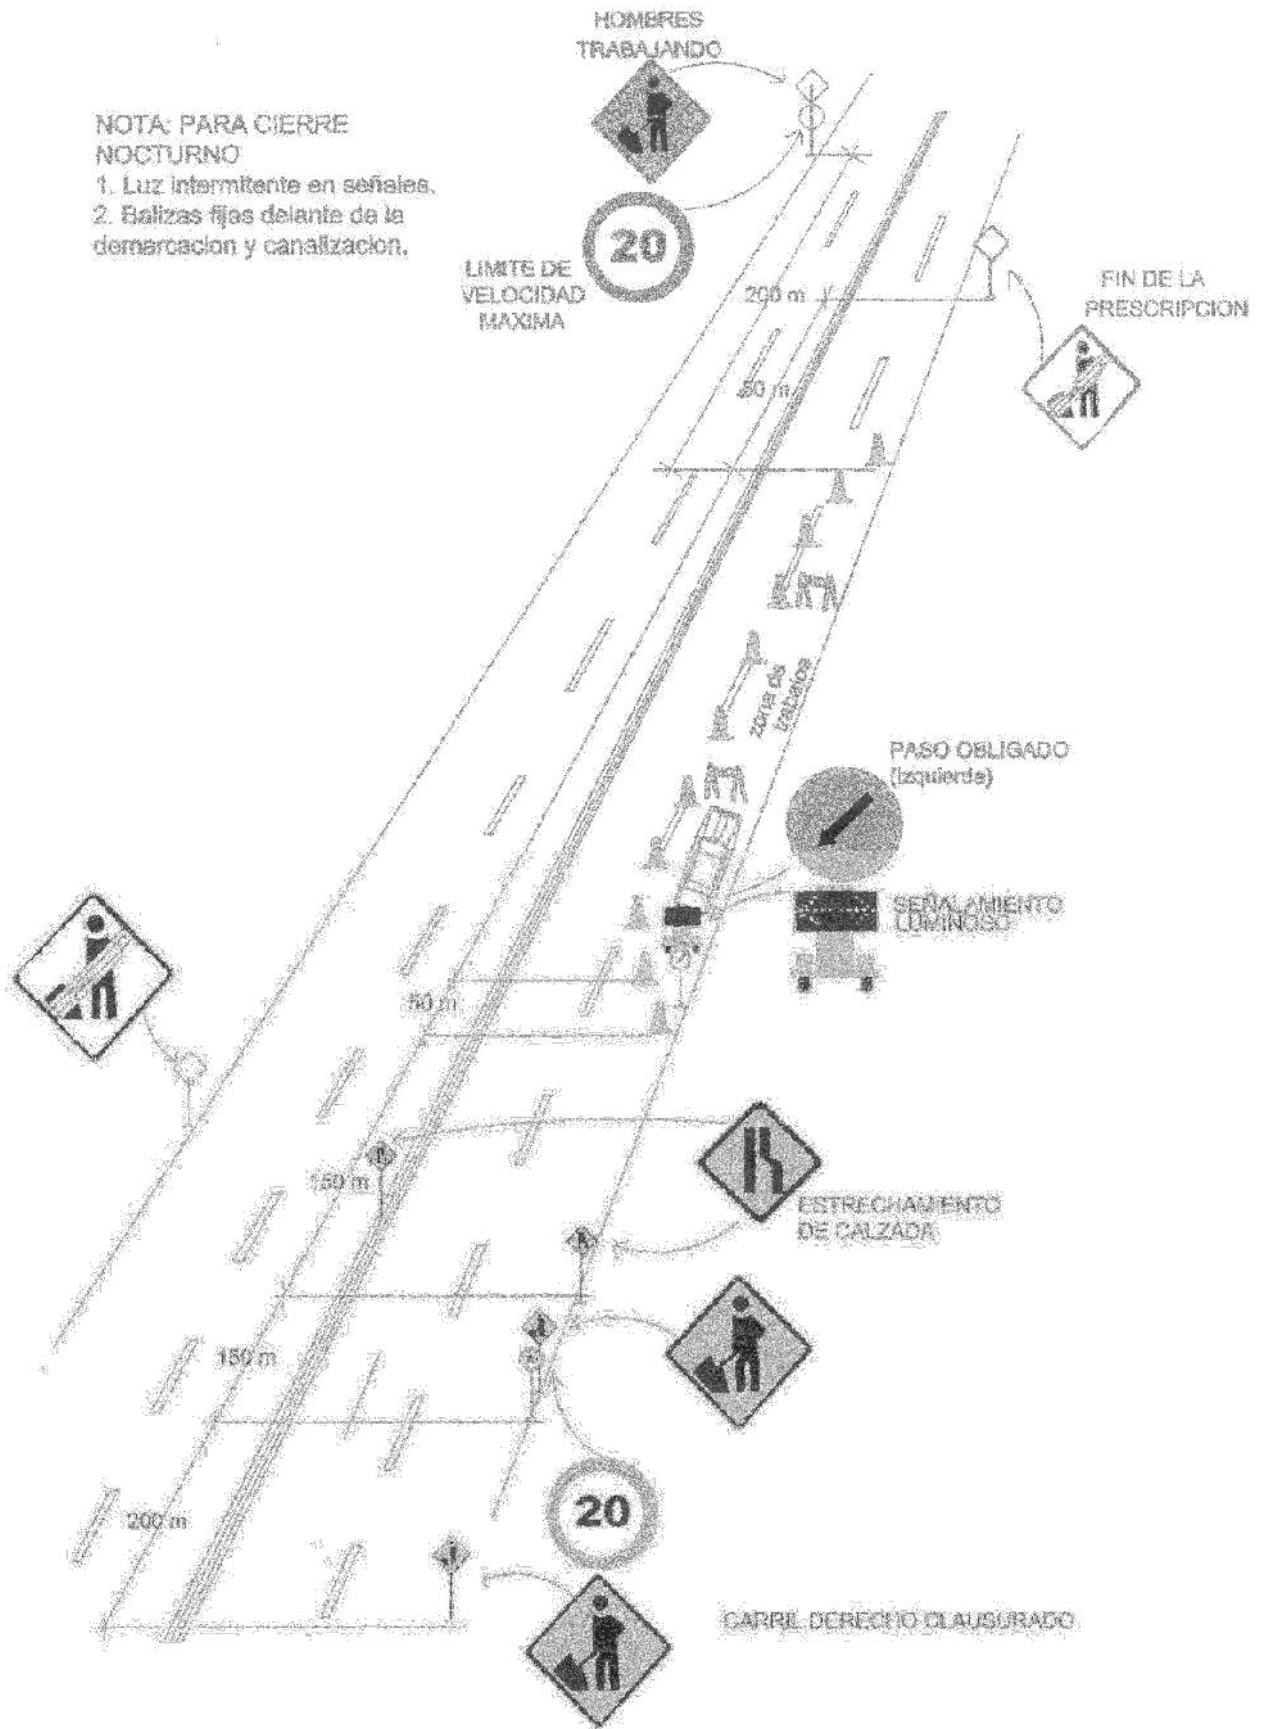 HOMBRES
TRABAJANDO
NOTA: PARA CIERRE
NOCTURNO
1. Luz intermitente en señales.
2. Balizas fijas delante de la
demarcacion y canalizacion.
20
LIMITE DE
VELOCIDAD
MAXIMA
200 m
FIN DE LA
PRESCRIPCION
50 m
zona de
trabajos
PASO OBLIGADO
(izquierda)
SEÑALAMIENTO
LUMINOSO
50 m
150 m
ESTRECHAMIENTO
DE CALZADA
150 m
20
200 m
CARRIL DERECHO CLAUSURADO